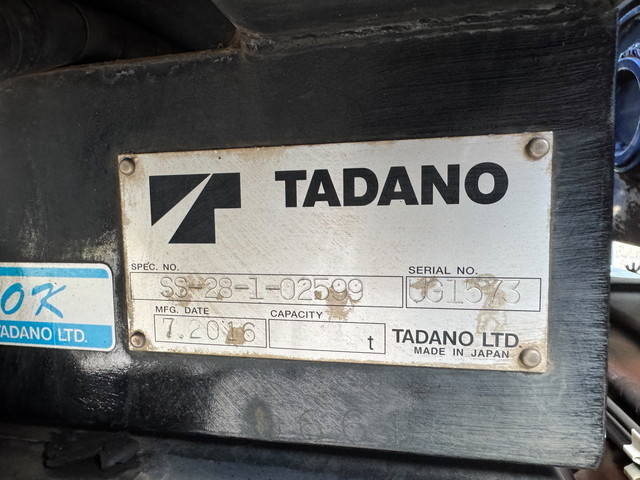 TADANO
SPEC. NO.
SERIAL NO.
SS-28-1-02599
MFG. DATE
CAPACITY
7.2016
t
TADANO LTD.
MADE IN JAPAN
OK
TADANO LTD.